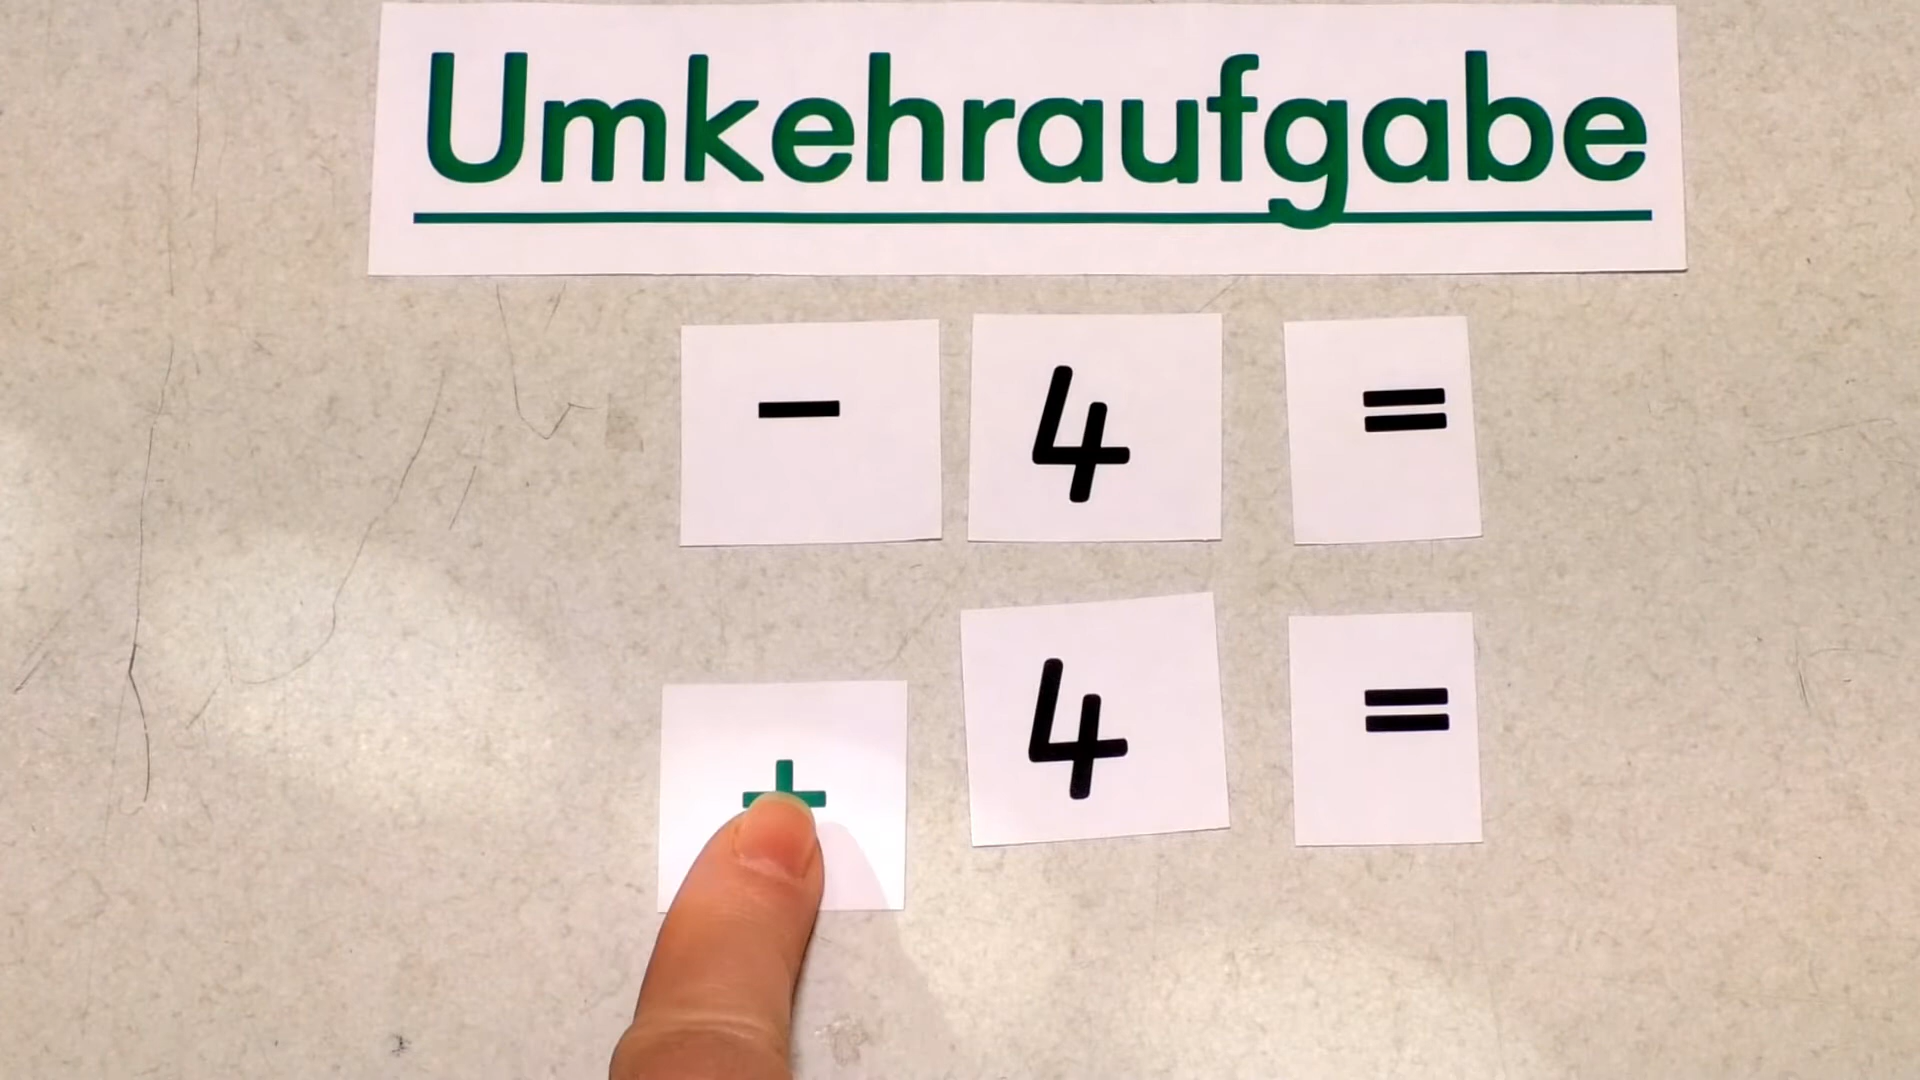 Umkehraufgabe
- 4 =
+ 4 =